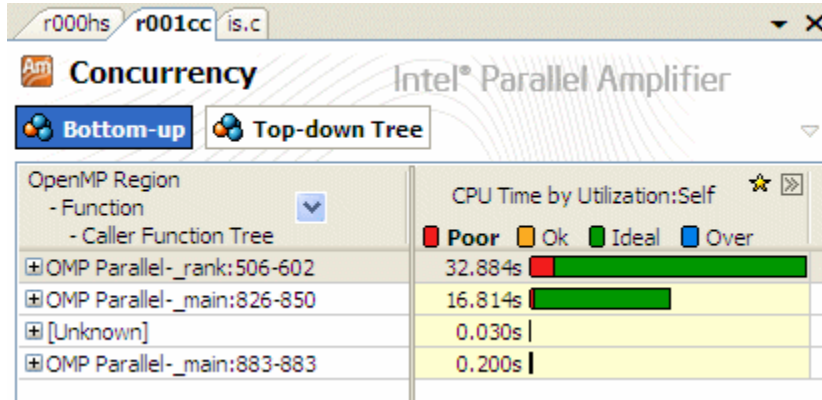 r000hs r001cc is.c
Am Concurrency Intel® Parallel Amplifier
Bottom-up Top-down Tree
OpenMP Region
- Function
- Caller Function Tree
CPU Time by Utilization:Self
Poor Ok Ideal Over
OMP Parallel-_rank:506-602 32.884s
OMP Parallel-_main:826-850 16.814s
[Unknown] 0.030s
OMP Parallel-_main:883-883 0.200s